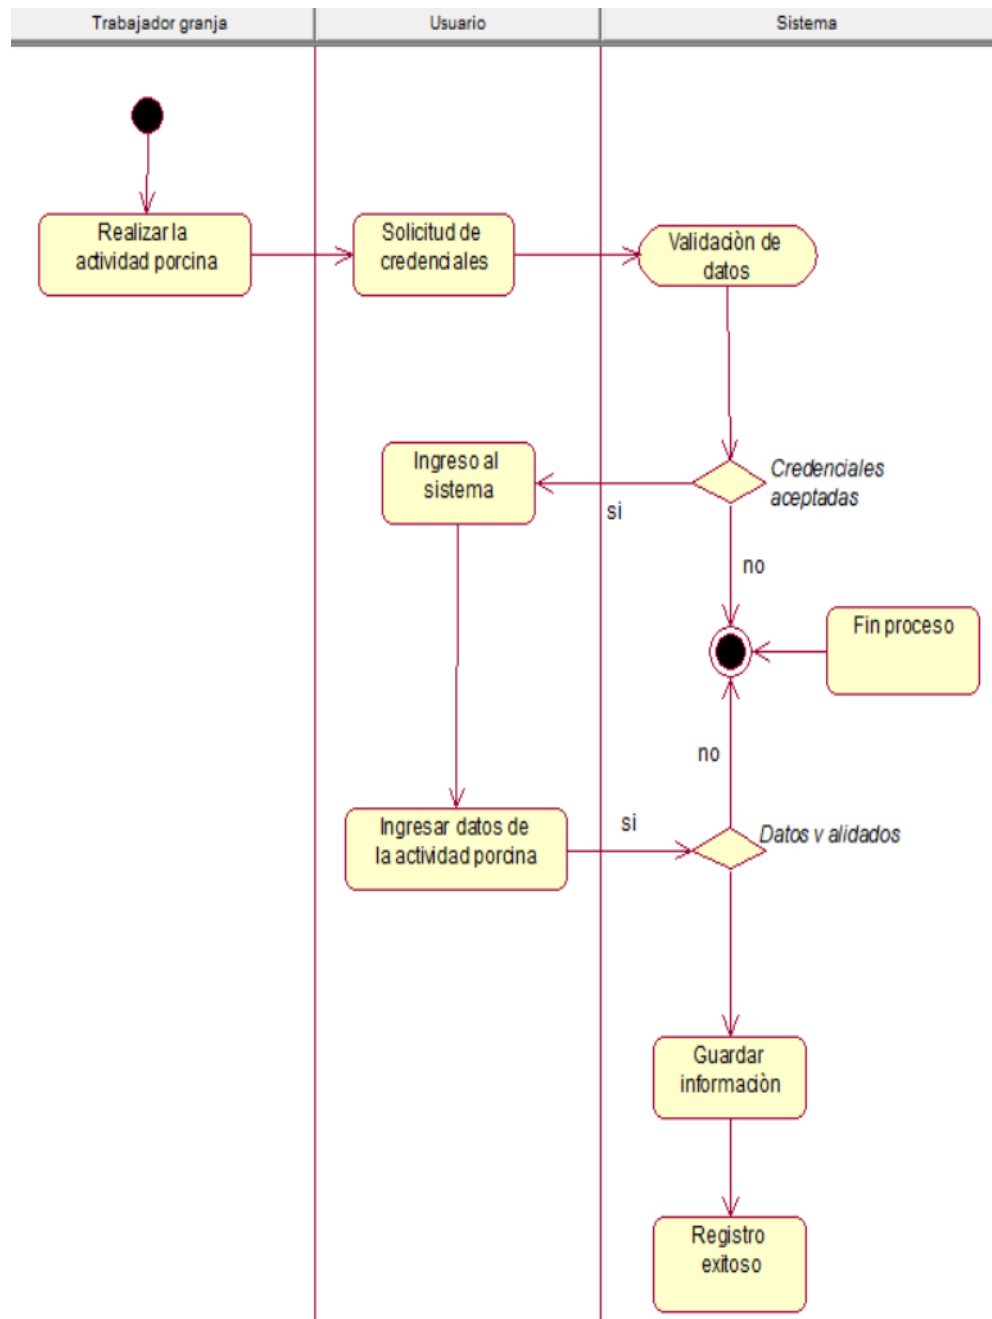 Trabajador granja
Usuario
Sistema
Realizar la
actividad porcina
Solicitud de
credenciales
Validaciòn de
datos
Ingreso al
sistema
Credenciales
aceptadas
si
no
Fin proceso
no
Ingresar datos de
la actividad porcina
si
Datos v alidados
Guardar
informaciòn
Registro
exitoso